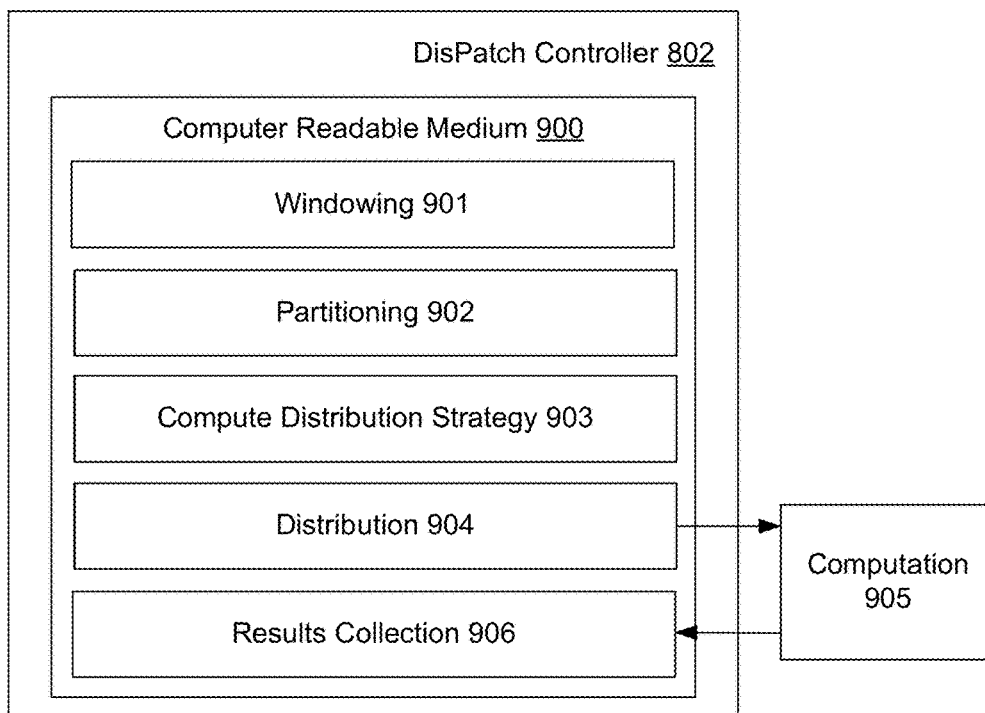 DisPatch Controller 802
Computer Readable Medium 900
Windowing 901
Partitioning 902
Compute Distribution Strategy 903
Distribution 904
Computation
905
Results Collection 906